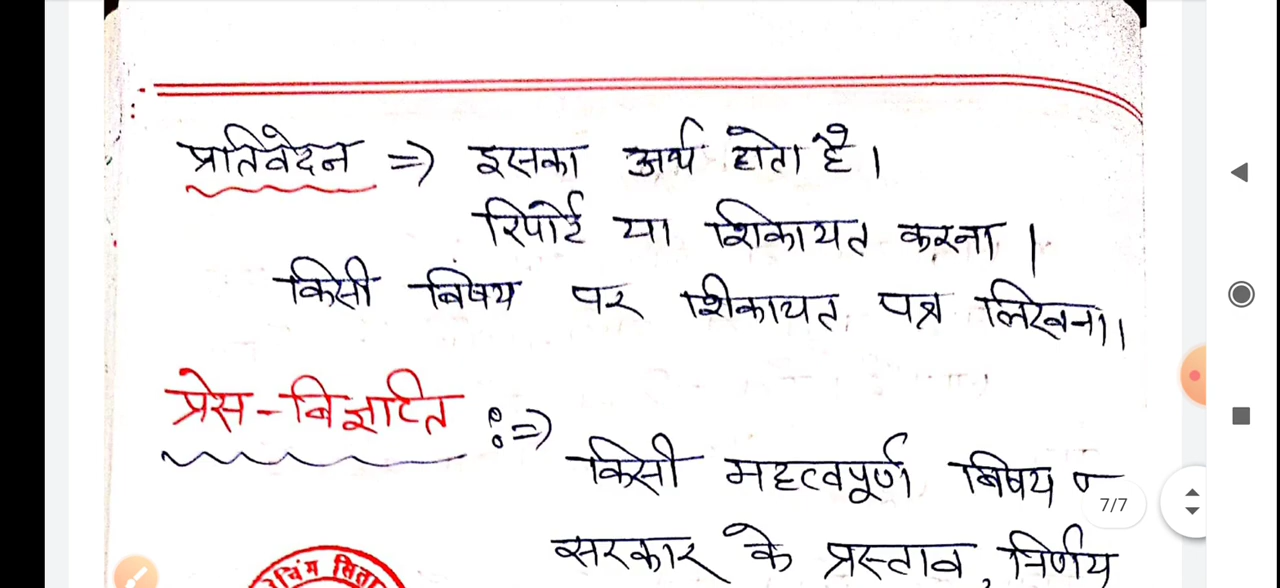 प्रतिवेदन => इसका अर्थ होता है।
रिपोर्ट या शिकायत करना ।
किसी विषय पर शिकायत पत्र लिखना।
प्रेस-विज्ञप्ति :=>
किसी महत्वपूर्ण विषय
7/7
सरकार के प्रस्ताव, निर्णय